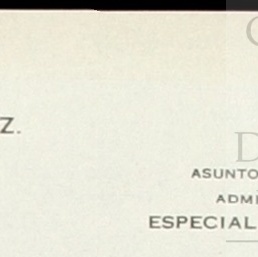 Z.
ASUNTO
ADMI
ESPECIAL